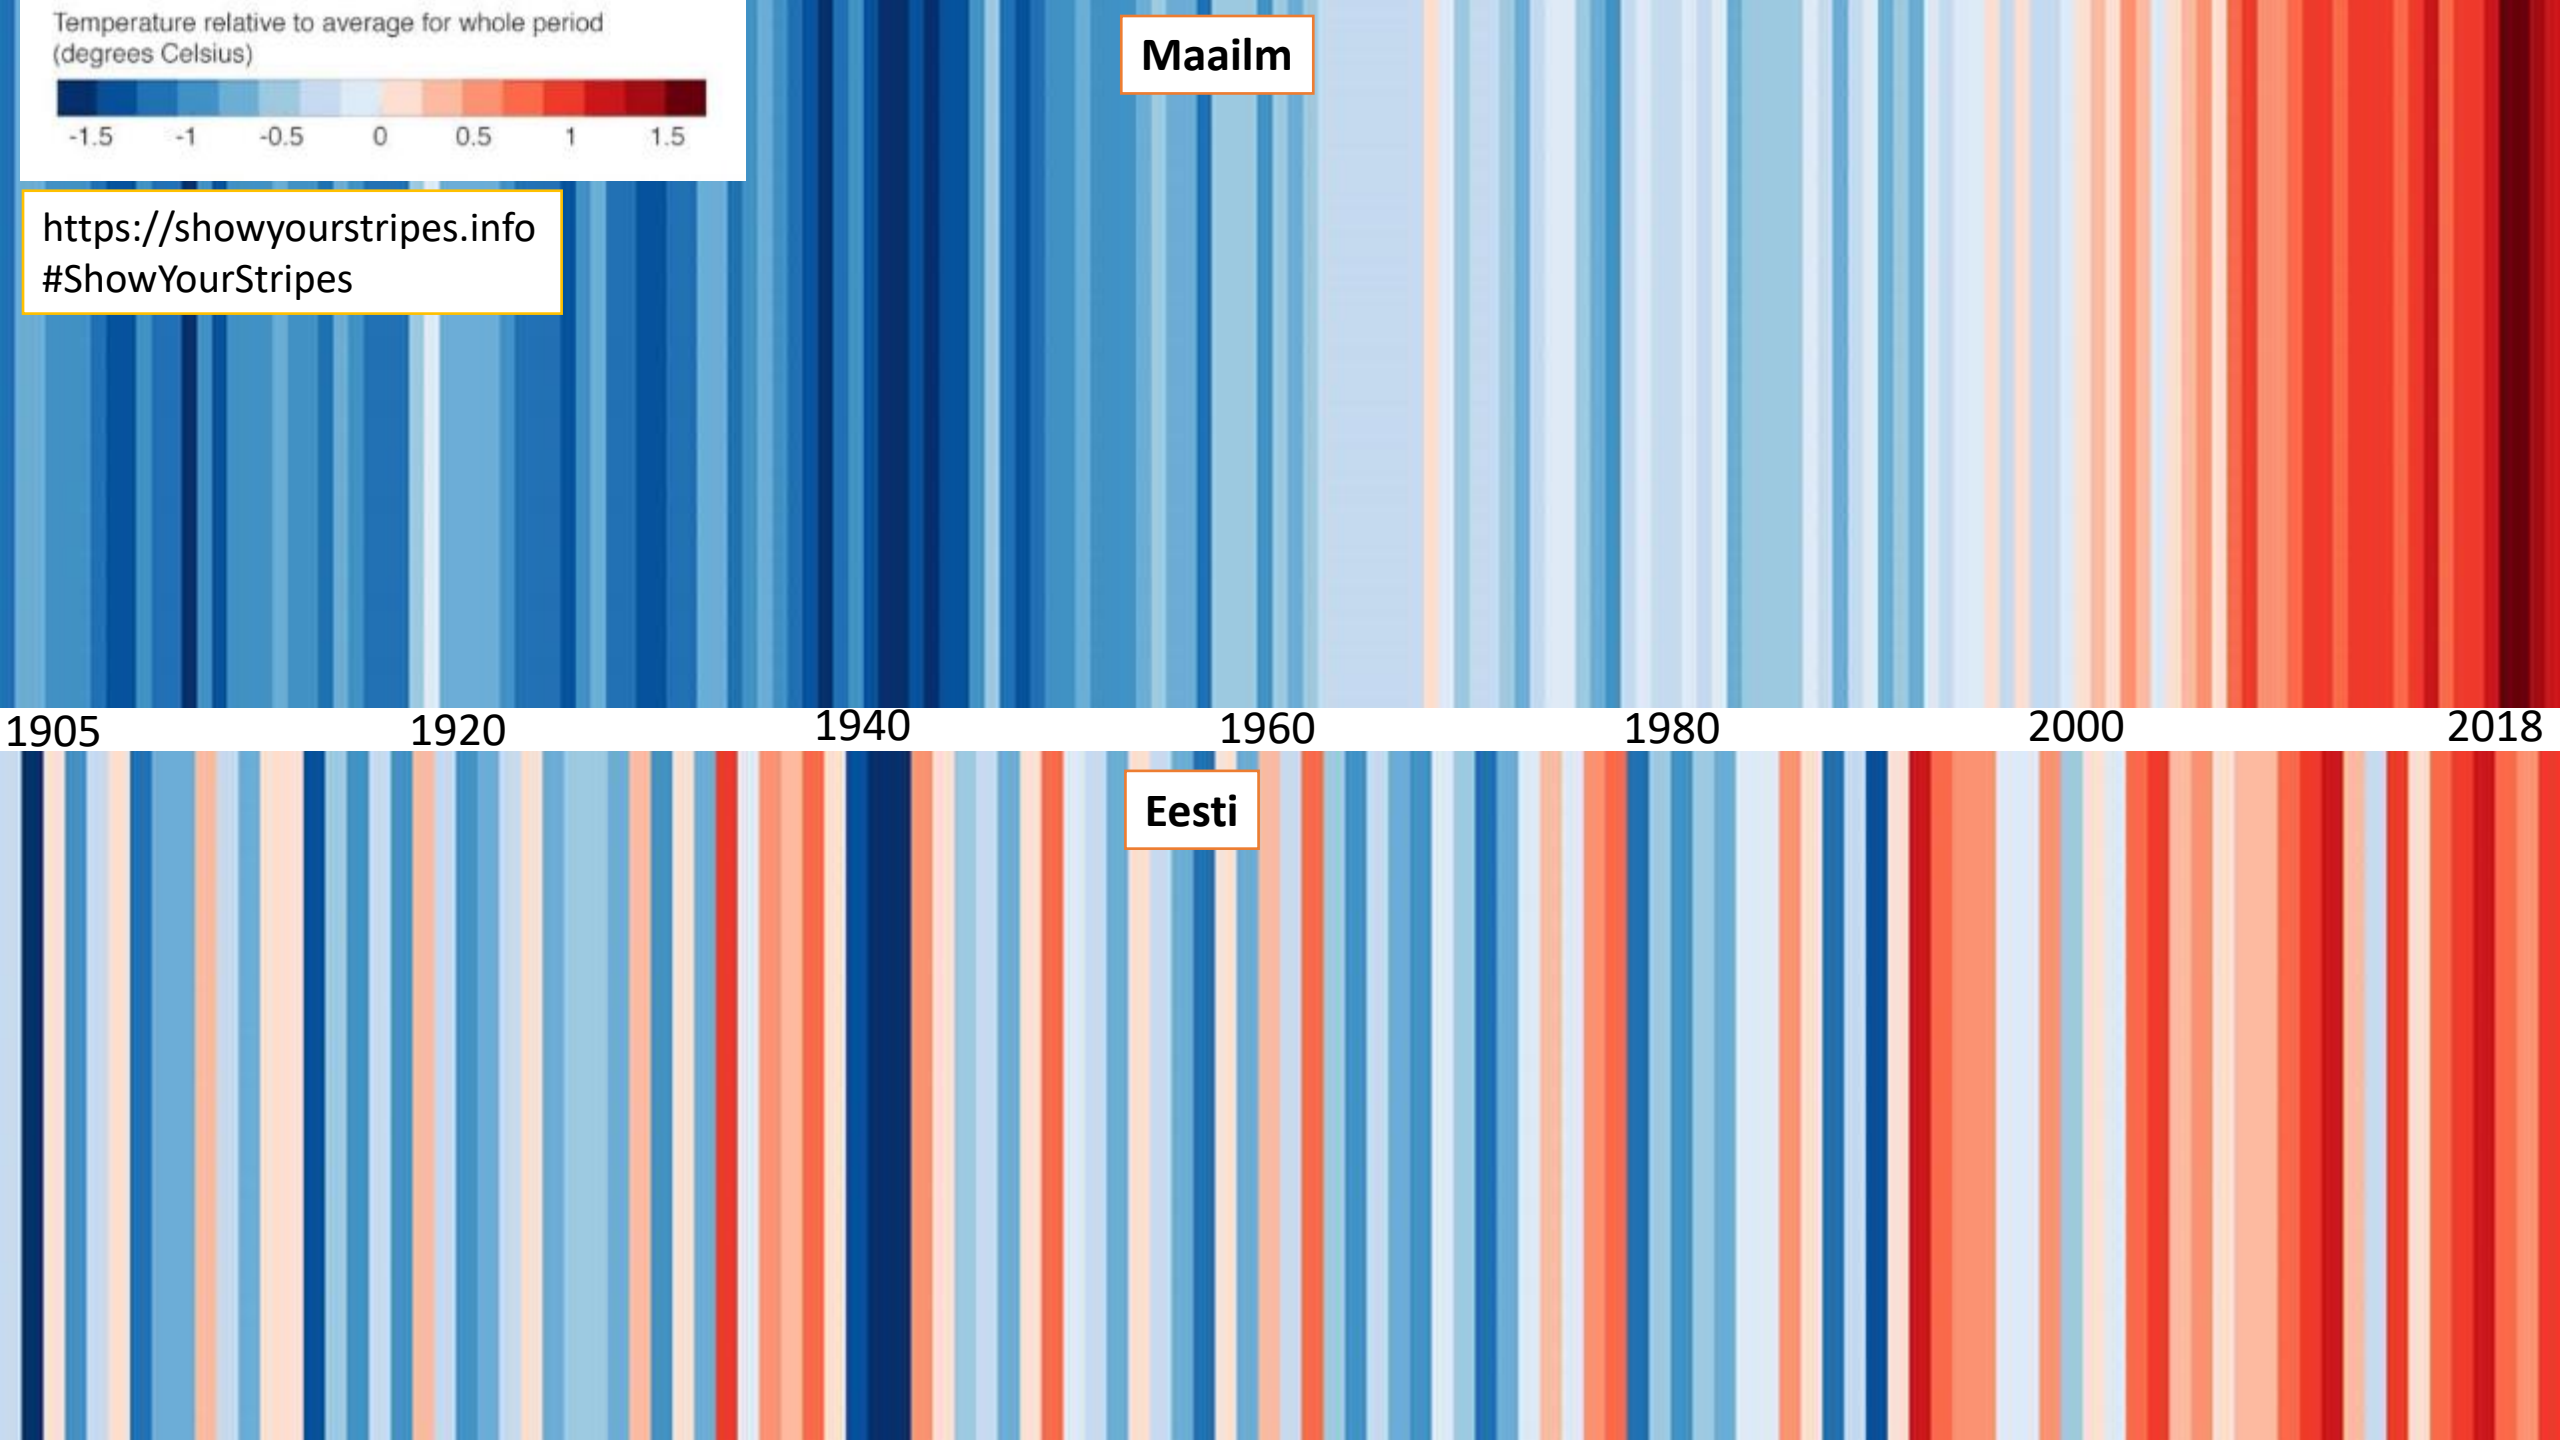 Temperature relative to average for whole period
(degrees Celsius)
-1.5 -1 -0.5 0 0.5 1 1.5
Maailm
https://showyourstripes.info
#ShowYourStripes
1905 1920 1940 1960 1980 2000 2018
Eesti